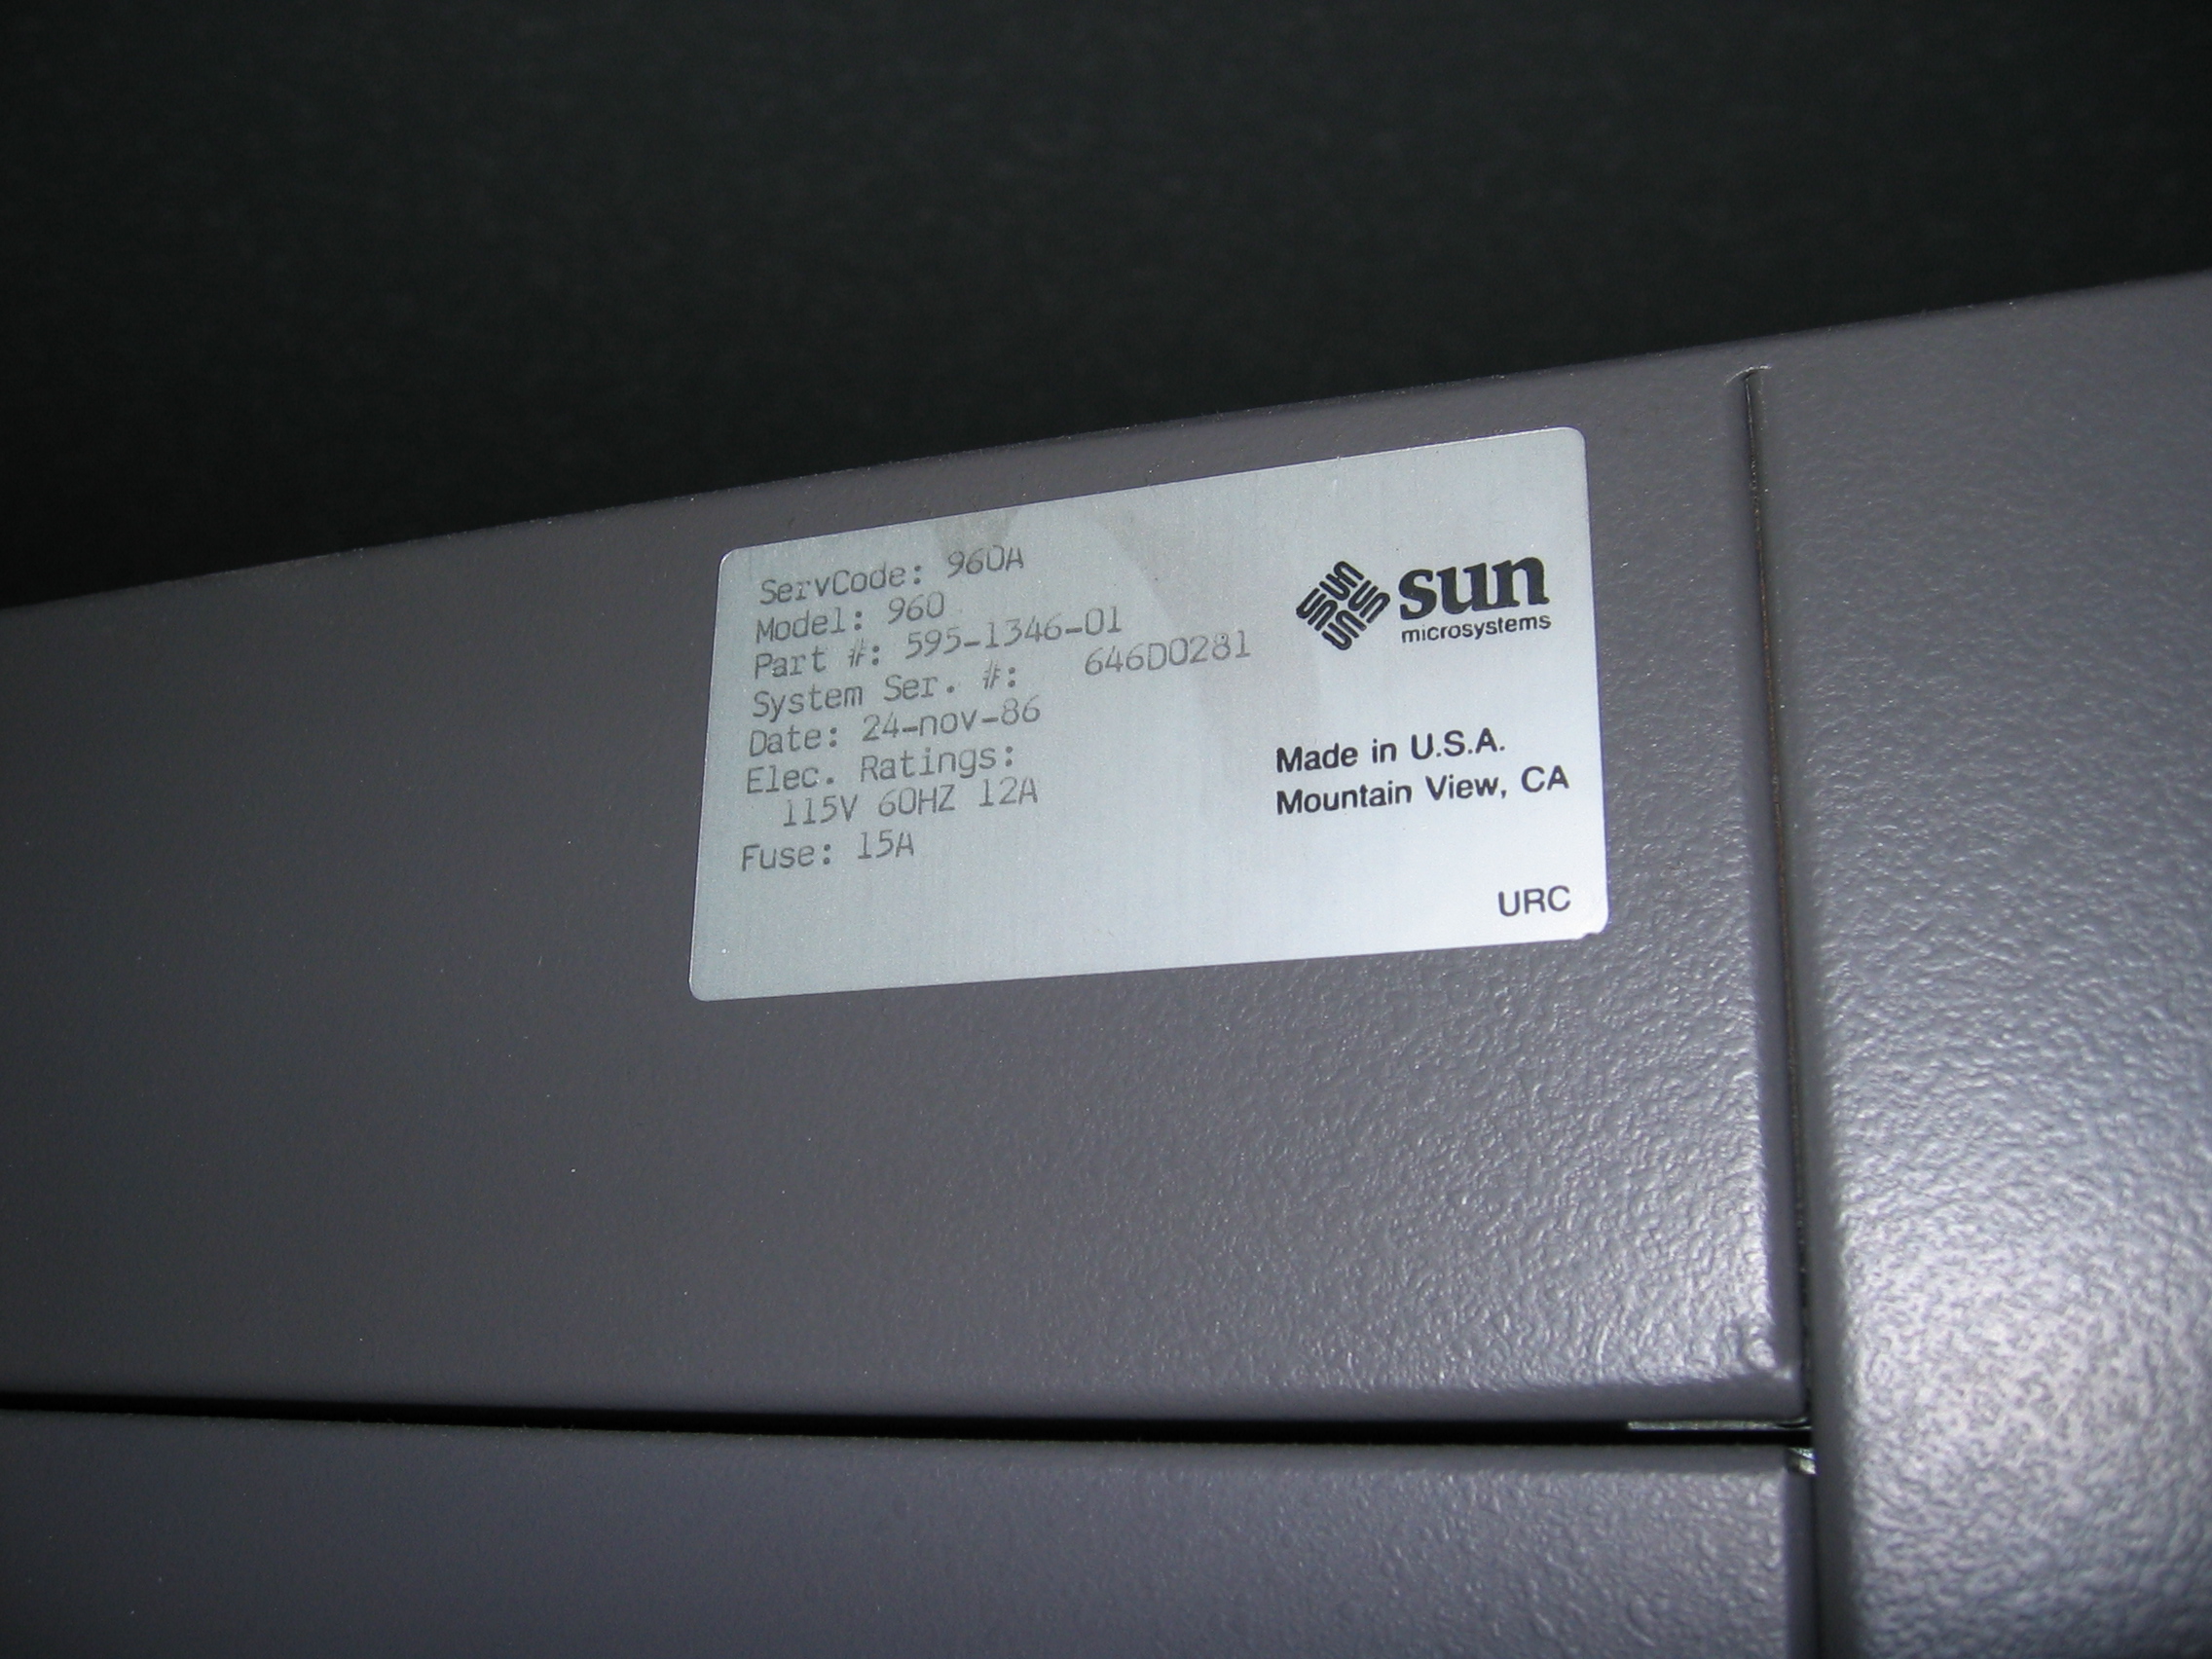 ServCode: 960A
Model: 960
Part #: 595-1346-01
System Ser. #: 646D0281
Date: 24-nov-86
Elec. Ratings:
115V 60HZ 12A
Fuse: 15A
sun
microsystems
Made in U.S.A.
Mountain View, CA
URC